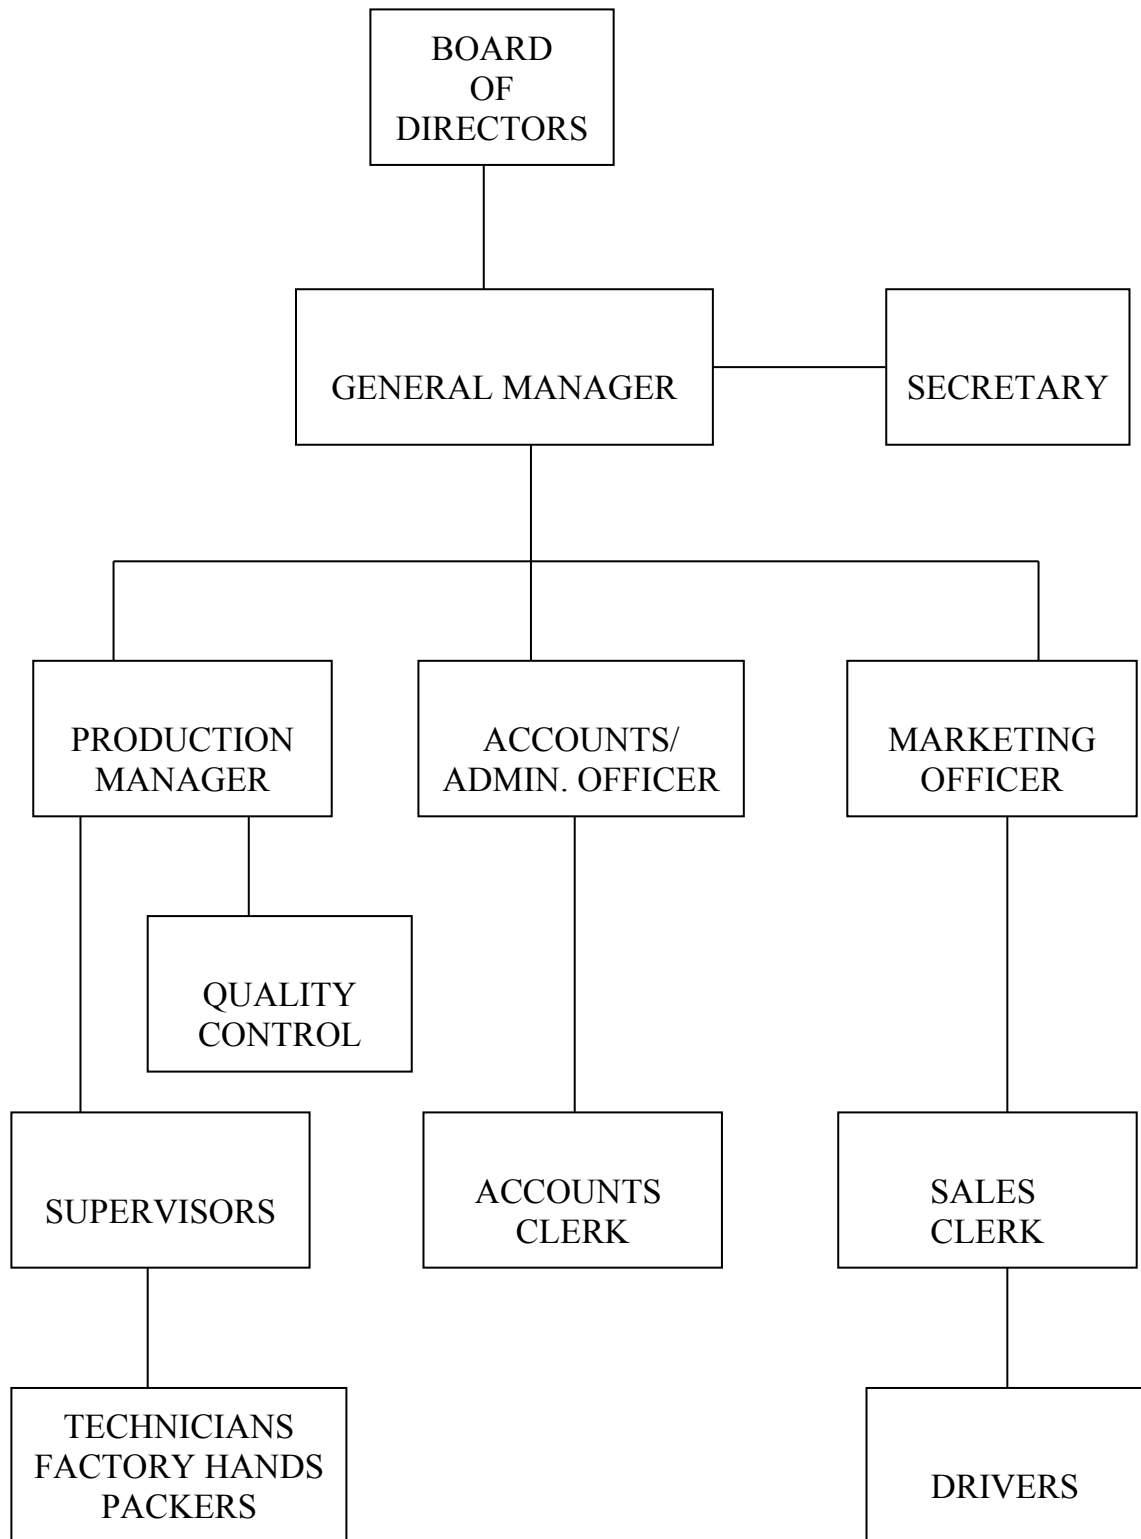 BOARD
OF
DIRECTORS
GENERAL MANAGER
SECRETARY
PRODUCTION
MANAGER
ACCOUNTS/
ADMIN. OFFICER
MARKETING
OFFICER
QUALITY
CONTROL
SUPERVISORS
ACCOUNTS
CLERK
SALES
CLERK
TECHNICIANS
FACTORY HANDS
PACKERS
DRIVERS